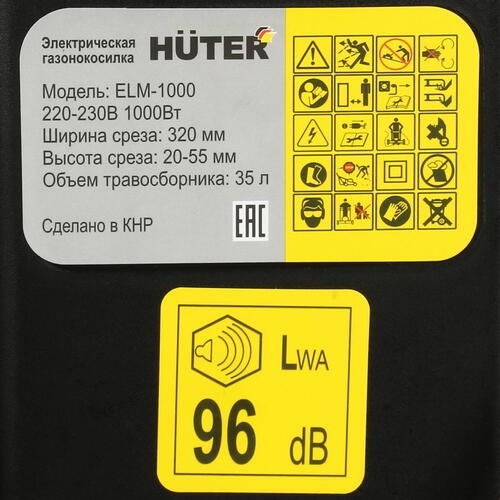 Электрическая
газонокосилка
HÜTER
Модель: ELM-1000
220-230В 1000Вт
Ширина среза: 320 мм
Высота среза: 20-55 мм
Объем травосборника: 35 л
Сделано в КНР
EAC
LWA
96 dB